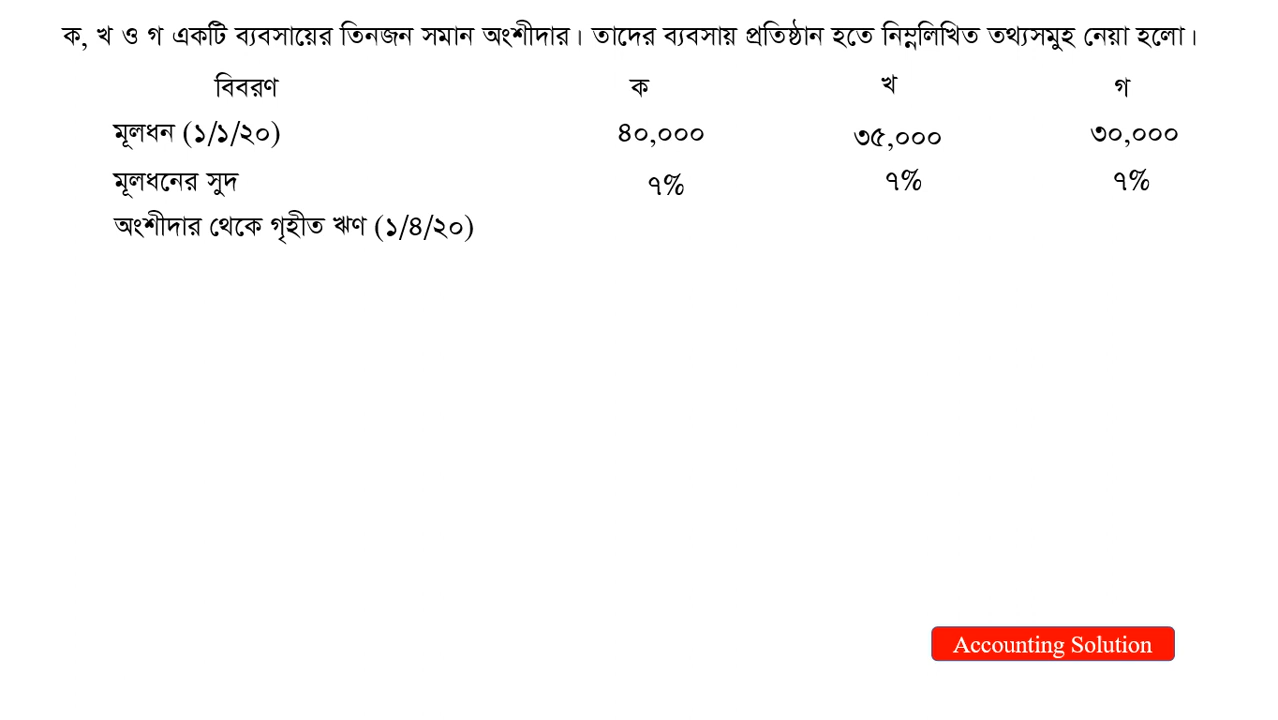 ক, খ ও গ একটি ব্যবসায়ের তিনজন সমান অংশীদার। তাদের ব্যবসায় প্রতিষ্ঠান হতে নিম্নলিখিত তথ্যসমুহ নেয়া হলো।
বিবরণ ক খ গ
মূলধন (১/১/২০) ৪০,০০০ ৩৫,০০০ ৩০,০০০
মূলধনের সুদ ৭% ৭% ৭%
অংশীদার থেকে গৃহীত ঋণ (১/৪/২০)
Accounting Solution